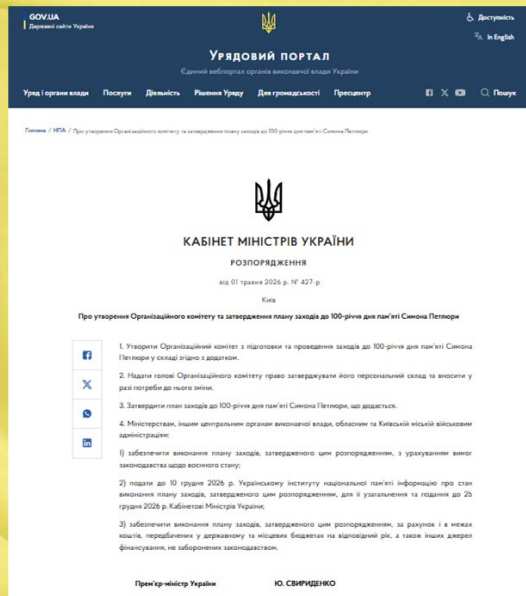 GOV.UA
Державні сайти України
Доступність
In English
УРЯДОВИЙ ПОРТАЛ
Єдиний вебпортал органів виконавчої влади України
Уряд і органи влади Послуги Діяльність Рішення Уряду Для громадськості Пресцентр Пошук
Головна / НПА / Про утворення Організаційного комітету та затвердження плану заходів до 100-річчя дня пам'яті Симона Петлюри
КАБІНЕТ МІНІСТРІВ УКРАЇНИ
РОЗПОРЯДЖЕННЯ
від 01 травня 2026 р. № 427-р
Київ
Про утворення Організаційного комітету та затвердження плану заходів до 100-річчя дня пам'яті Симона Петлюри
1. Утворити Організаційний комітет з підготовки та проведення заходів до 100-річчя дня пам'яті Симона
Петлюри у складі згідно з додатком.
2. Надати голові Організаційного комітету право затверджувати його персональний склад та вносити у
разі потреби до нього зміни.
3. Затвердити план заходів до 100-річчя дня пам'яті Симона Петлюри, що додається.
4. Міністерствам, іншим центральним органам виконавчої влади, обласним та Київській міській військовим
адміністраціям:
1) забезпечити виконання плану заходів, затвердженого цим розпорядженням, з урахуванням вимог
законодавства щодо воєнного стану;
2) подати до 10 грудня 2026 р. Українському інституту національної пам'яті інформацію про стан
виконання плану заходів, затвердженого цим розпорядженням, для її узагальнення та подання до 25
грудня 2026 р. Кабінетові Міністрів України;
3) забезпечити виконання плану заходів, затвердженого цим розпорядженням, за рахунок і в межах
коштів, передбачених у державному та місцевих бюджетах на відповідний рік, а також інших джерел
фінансування, не заборонених законодавством.
Прем'єр-міністр України Ю. СВИРИДЕНКО